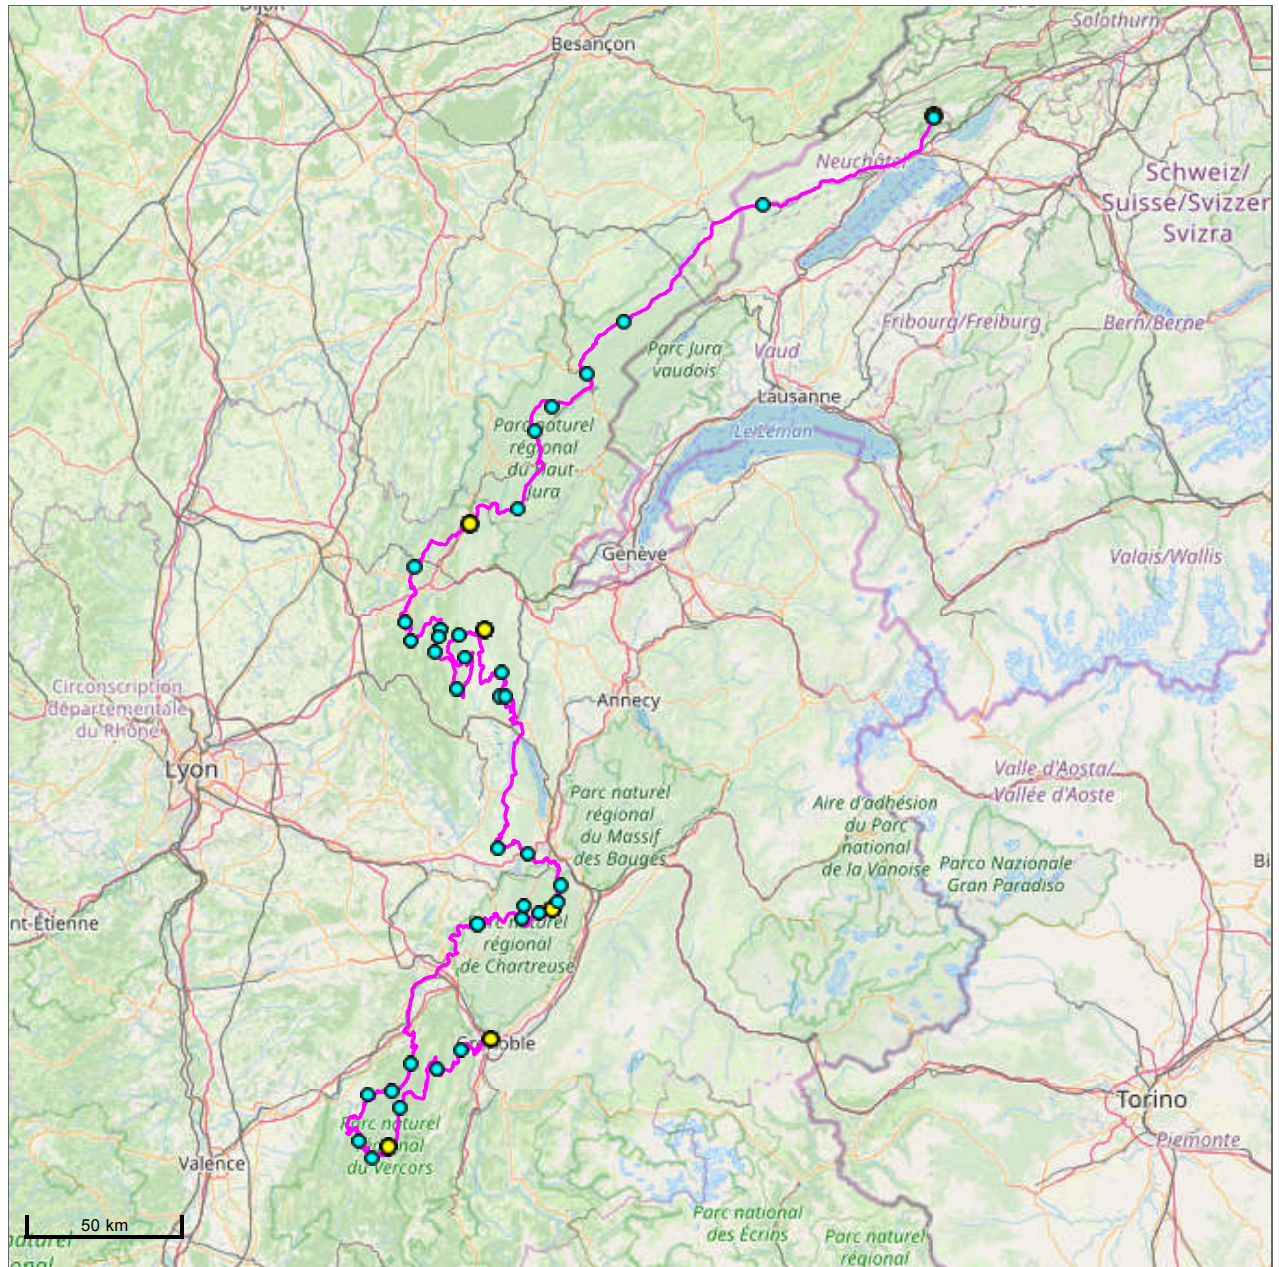 Solothurn
Besançon
Neuchâtel
Schweiz/
Suisse/Svizzer
Svizra
Fribourg/Freiburg
Bern/Berne
Parc Jura
vaudois
Vaud
Lausanne
Le Léman
Parc naturel
régional
du Haut-
Jura
Genève
Valais/Wallis
Circonscription
départementale
du Rhône
Annecy
Lyon
Valle d'Aosta/
Vallée d'Aoste
Parc naturel
régional
du Massif
des Bauges
Aire d'adhésion
du Parc
national
de la Vanoise
Parco Nazionale
Gran Paradiso
Bi
nt-Étienne
régional
de Chartreuse
Grenoble
Torino
Piemonte
Parc naturel
du Vercors
Valence
50 km
Parc national
des Écrins
Parc naturel
régional